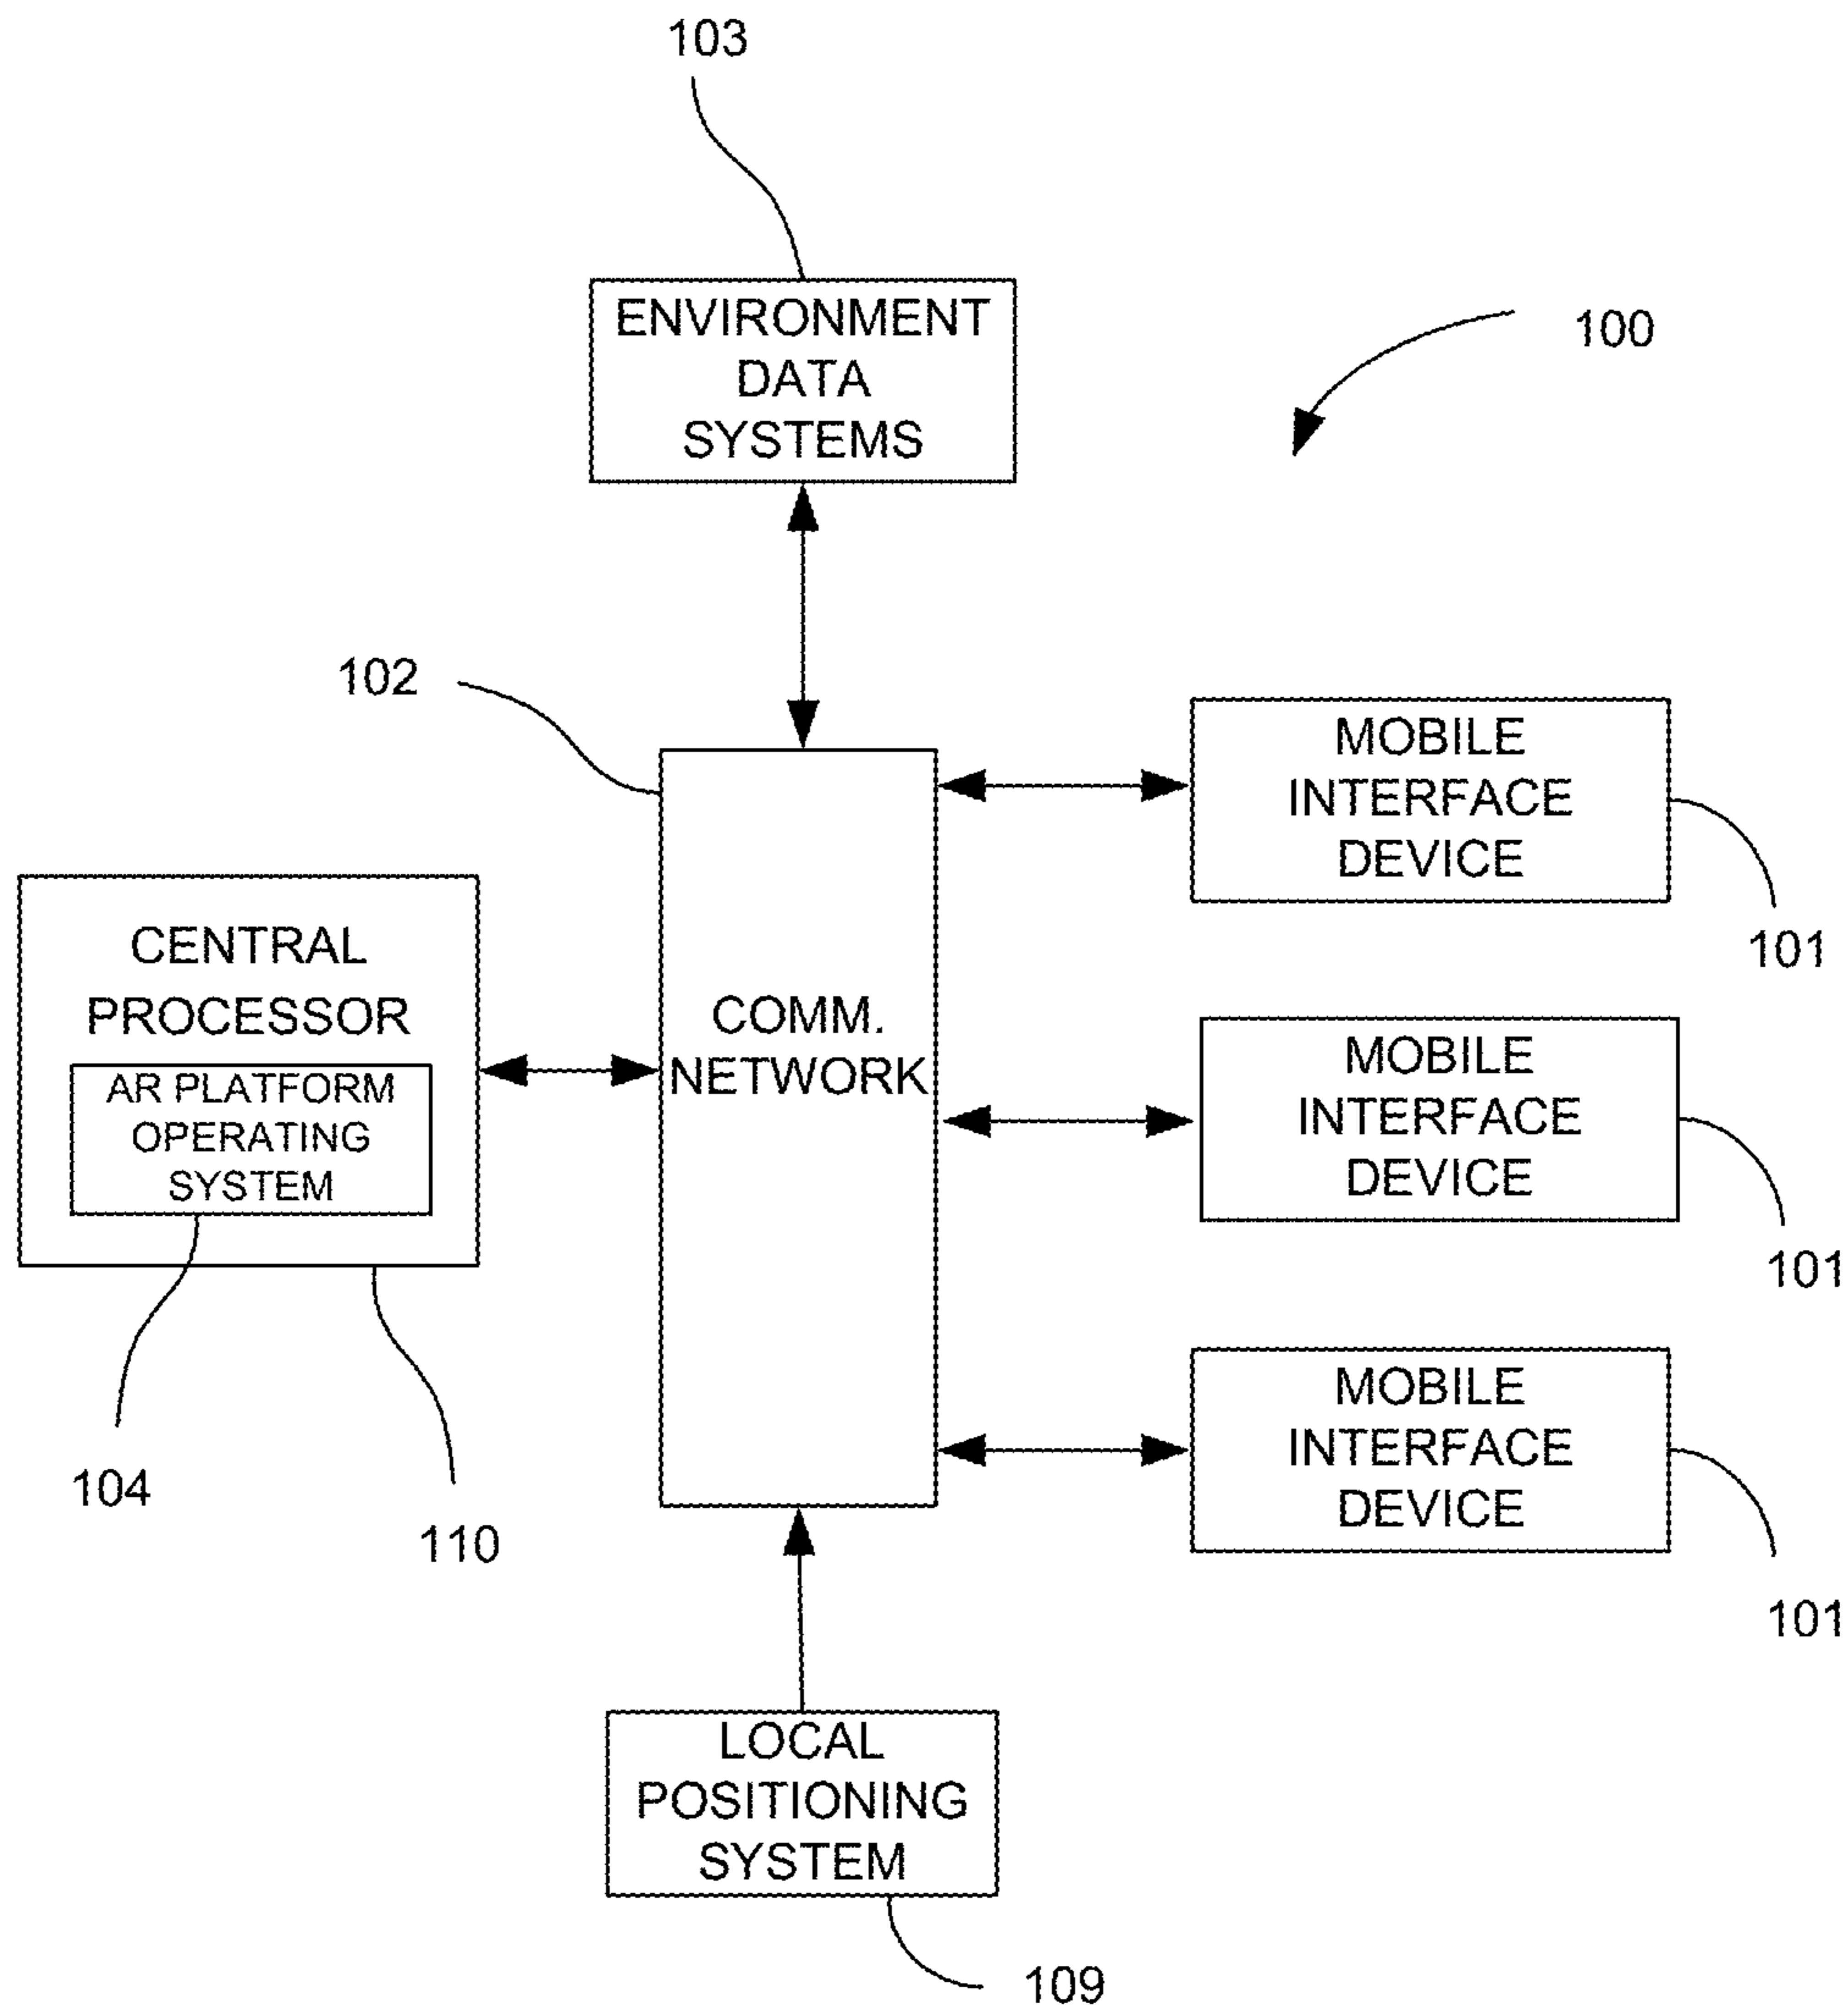 103
ENVIRONMENT
DATA
SYSTEMS
100
102
MOBILE
INTERFACE
DEVICE
101
CENTRAL
PROCESSOR
AR PLATFORM
OPERATING
SYSTEM
COMM.
NETWORK
MOBILE
INTERFACE
DEVICE
101
104
110
MOBILE
INTERFACE
DEVICE
101
LOCAL
POSITIONING
SYSTEM
109